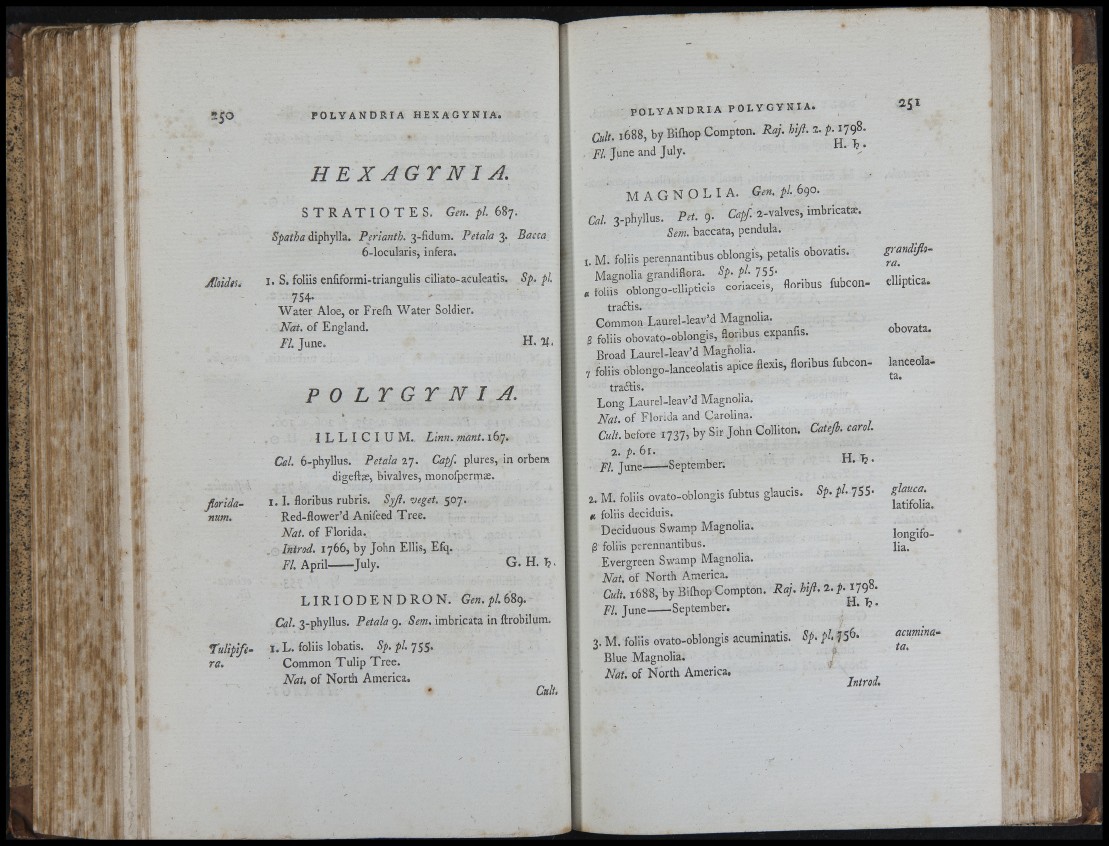 250 POLYANDRIA HEXAGYNIA.
HEXAGYNIA.
STRATIOTES. Gen. pl. 687.
Spatha diphylla. Perianth. 3-fidum. Petala 3. Bacca
6-locularis, infera.
Aloides. 1. S. foliis enſiformi-triangulis ciliato-aculeatis. Sp. pl.
754.
Water Aloe, or Freſh Water Soldier.
Nat. of England.
Fl. June. H. ♃.
POLYGYNIA.
ILLICIUM. Linn. mant. 167.
Cal. 6-phyllus. Petala 27. Capſ. plures, in orbem
digeſtæ, bivalves, monoſpermæ.
florida- 1. I. floribus rubris. Syſt. veget. 507.
num. Red-flower'd Aniſeed Tree.
Nat. of Florida.
Introd. 1766, by John Ellis, Eſq.
Fl. April——July. G. H. ♄.
LIRIODENDRON. Gen. pl. 689.
Cal. 3-phyllus. Petala 9. Sem. imbricata in ſtrobilum.
Tulipife- 1. L. foliis lobatis. Sp. pl. 755.
ra. Common Tulip Tree.
Nat. of North America.
Cult.
POLYANDRIA POLYGYNIA. 251
Cult. 1688, by Biſhop Compton. Raj. hiſt. 2. p. 1798.
Fl. June and July. H. ♄.
MAGNOLIA. Gen. pl. 690.
Cal. 3-phyllus. Pet. 9. Capſ. 2-valves, imbricatæ.
Sem. baccata, pendula.
1. M. foliis perennantibus oblongis, petalis obovatis. grandiflo-
Magnolia grandiflora. Sp. pl. 755. ra.
α foliis oblongo-ellipticis coriaceis, floribus ſubcon- elliptica.
tractis.
Common Laurel-leav'd Magnolia.
β foliis obovato-oblongis, floribus expanſis. obovata.
Broad Laurel-leav'd Magnolia.
γ foliis oblongo-lanceolatis apice flexis, floribus ſubcon- lanceola-
tractis. ta.
Long Laurel-leav'd Magnolia.
Nat. of Florida and Carolina.
Cult. before 1737, by Sir John Colliton. Cateſb. carol.
2. p. 61.
Fl. June——September. H. ♄.
2. M. foliis ovato-oblongis ſubtus glaucis. Sp. pl. 755. glauca.
α foliis deciduis. latifolia.
Deciduous Swamp Magnolia.
β foliis perennantibus. longifo-
Evergreen Swamp Magnolia. lia.
Nat. of North America.
Cult. 1688, by Biſhop Compton. Raj. hiſt. 2. p. 1798.
Fl. June——September. H. ♄.
3. M. foliis ovato-oblongis acuminatis. Sp. pl. 756. acumina-
Blue Magnolia. ta.
Nat. of North America.
Introd.